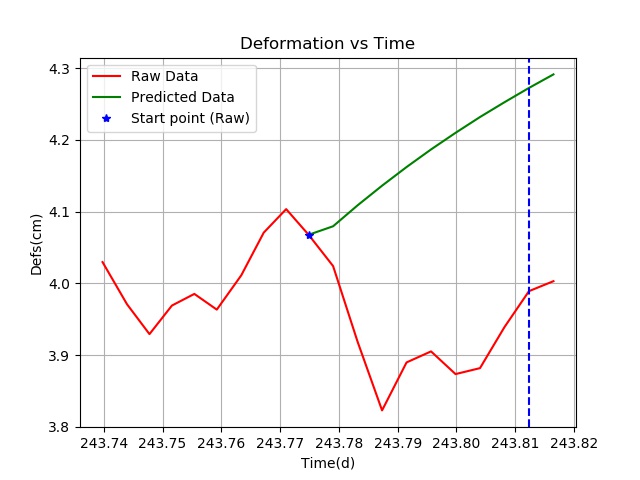 Deformation vs Time
Raw Data
Predicted Data
Start point (Raw)
4.3
4.2
4.1
4.0
3.9
3.8
Defs(cm)
243.74 243.75 243.76 243.77 243.78 243.79 243.80 243.81 243.82
Time(d)